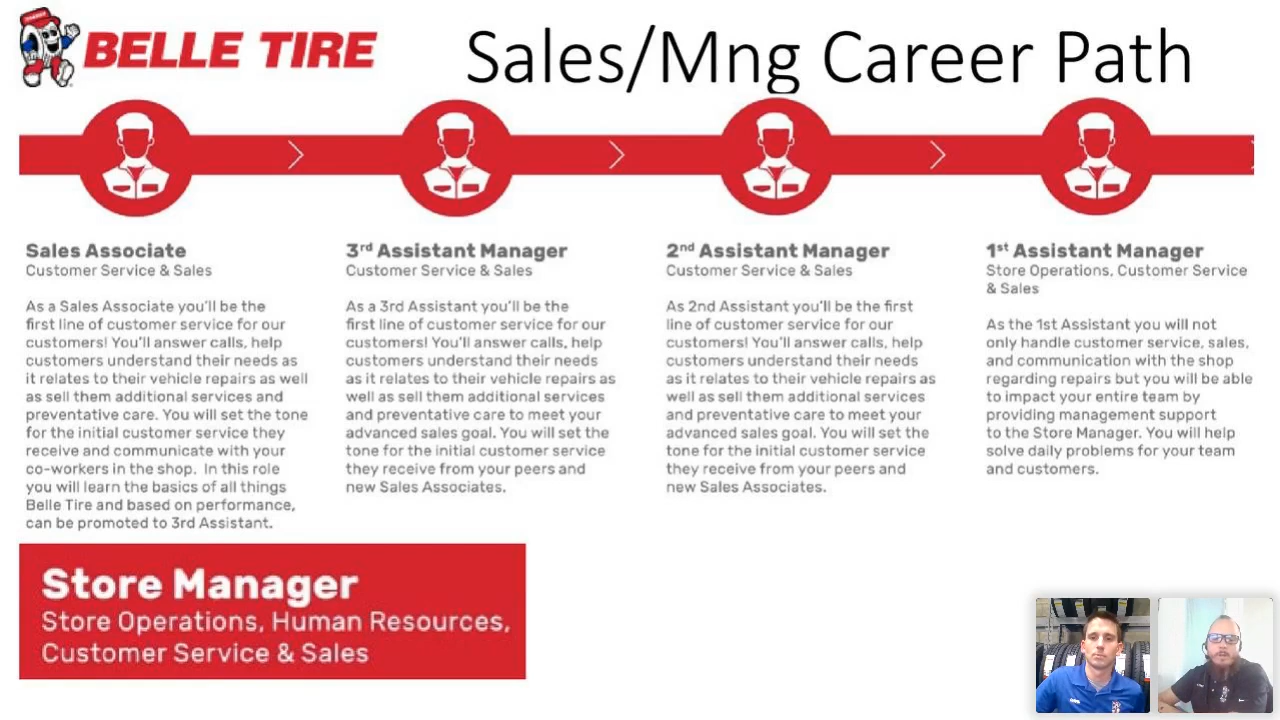 BELLE TIRE
Sales/Mng Career Path
Sales Associate
Customer Service & Sales
As a Sales Associate you'll be the
first line of customer service for our
customers! You'll answer calls, help
customers understand their needs as
it relates to their vehicle repairs as well
as sell them additional services and
preventative care. You will set the tone
for the initial customer service they
receive and communicate with your
co-workers in the shop. In this role
you will learn the basics of all things
Belle Tire and based on performance,
can be promoted to 3rd Assistant.
3rd Assistant Manager
Customer Service & Sales
As a 3rd Assistant you'll be the
first line of customer service for our
customers! You'll answer calls, help
customers understand their needs
as it relates to their vehicle repairs as
well as sell them additional services
and preventative care to meet your
advanced sales goal. You will set the
tone for the initial customer service
they receive from your peers and
new Sales Associates.
2nd Assistant Manager
Customer Service & Sales
As 2nd Assistant you'll be the first
line of customer service for our
customers! You'll answer calls, help
customers understand their needs
as it relates to their vehicle repairs as
well as sell them additional services
and preventative care to meet your
advanced sales goal. You will set the
tone for the initial customer service
they receive from your peers and
new Sales Associates.
1st Assistant Manager
Store Operations, Customer Service
& Sales
As the 1st Assistant you will not
only handle customer service, sales,
and communication with the shop
regarding repairs but you will be able
to impact your entire team by
providing management support
to the Store Manager. You will help
solve daily problems for your team
and customers.
Store Manager
Store Operations, Human Resources,
Customer Service & Sales